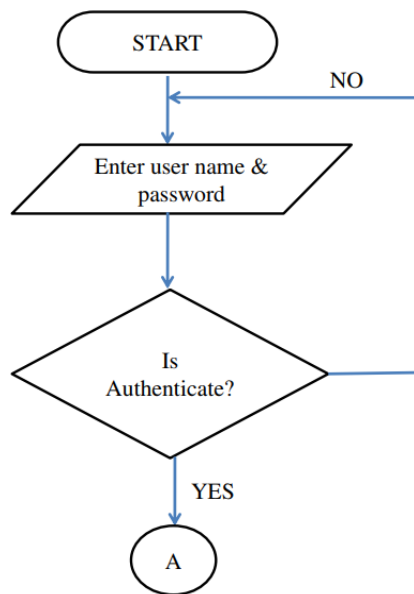 START
NO
Enter user name &
password
Is
Authenticate?
YES
A